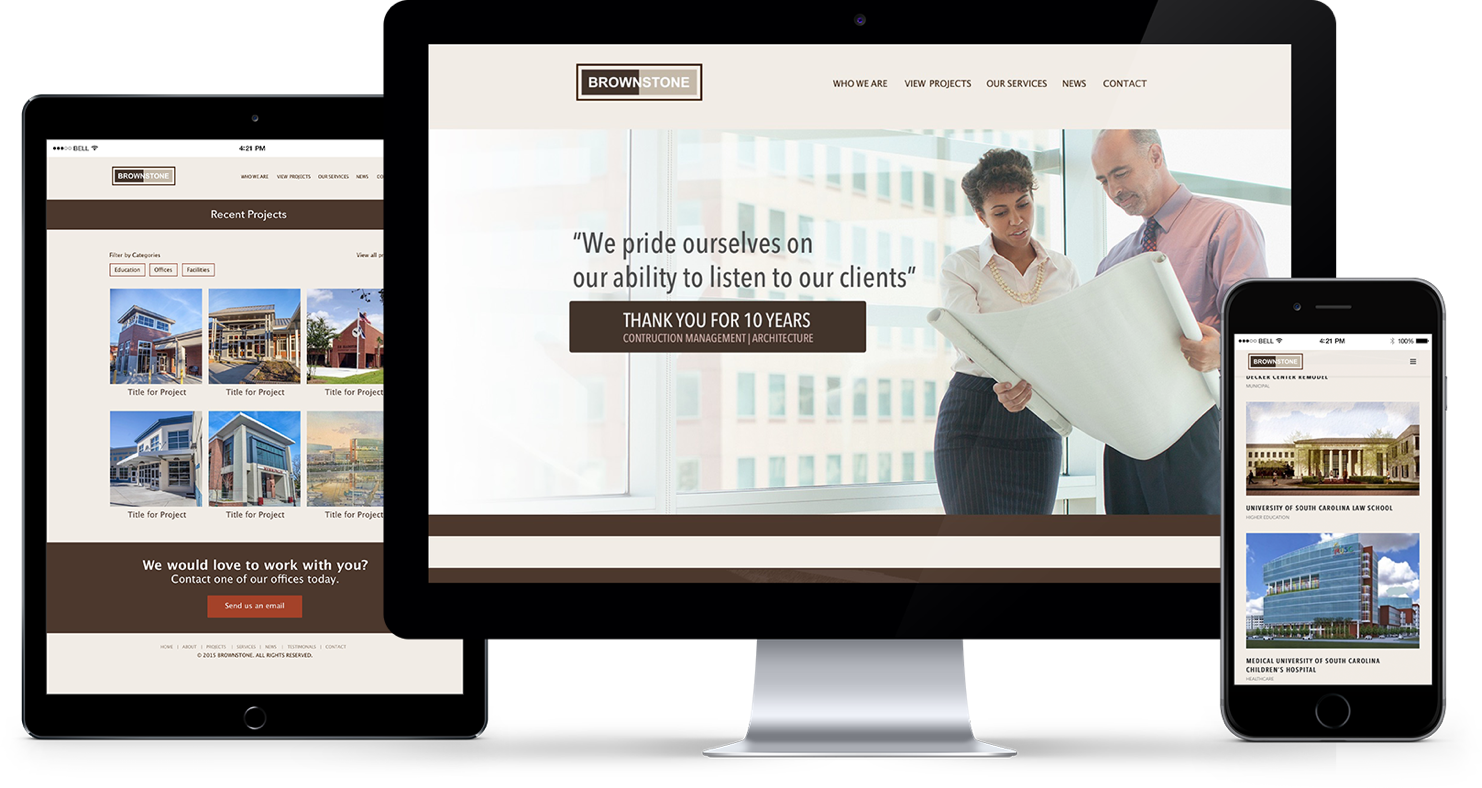 ●●●○○ BELL
4:21 PM
BROWNSTONE
WHO WE ARE VIEW PROJECTS OUR SERVICES NEWS CO
Recent Projects
Filter by Categories
View all pr
Education Offices Facilities
Title for Project Title for Project Title for Project
Title for Project Title for Project Title for Project
We would love to work with you?
Contact one of our offices today.
Send us an email
HOME | ABOUT | PROJECTS | SERVICES | NEWS | TESTIMONIALS | CONTACT
© 2015 BROWNSTONE, ALL RIGHTS RESERVED.
BROWNSTONE
WHO WE ARE VIEW PROJECTS OUR SERVICES NEWS CONTACT
“We pride ourselves on
our ability to listen to our clients”
THANK YOU FOR 10 YEARS
CONTRUCTION MANAGEMENT | ARCHITECTURE
●●●○○ BELL 4:21 PM 100%
BROWNSTONE
DECKER CENTER REMODEL
MUNICIPAL
UNIVERSITY OF SOUTH CAROLINA LAW SCHOOL
HIGHER EDUCATION
MEDICAL UNIVERSITY OF SOUTH CAROLINA
CHILDREN'S HOSPITAL
HEALTHCARE